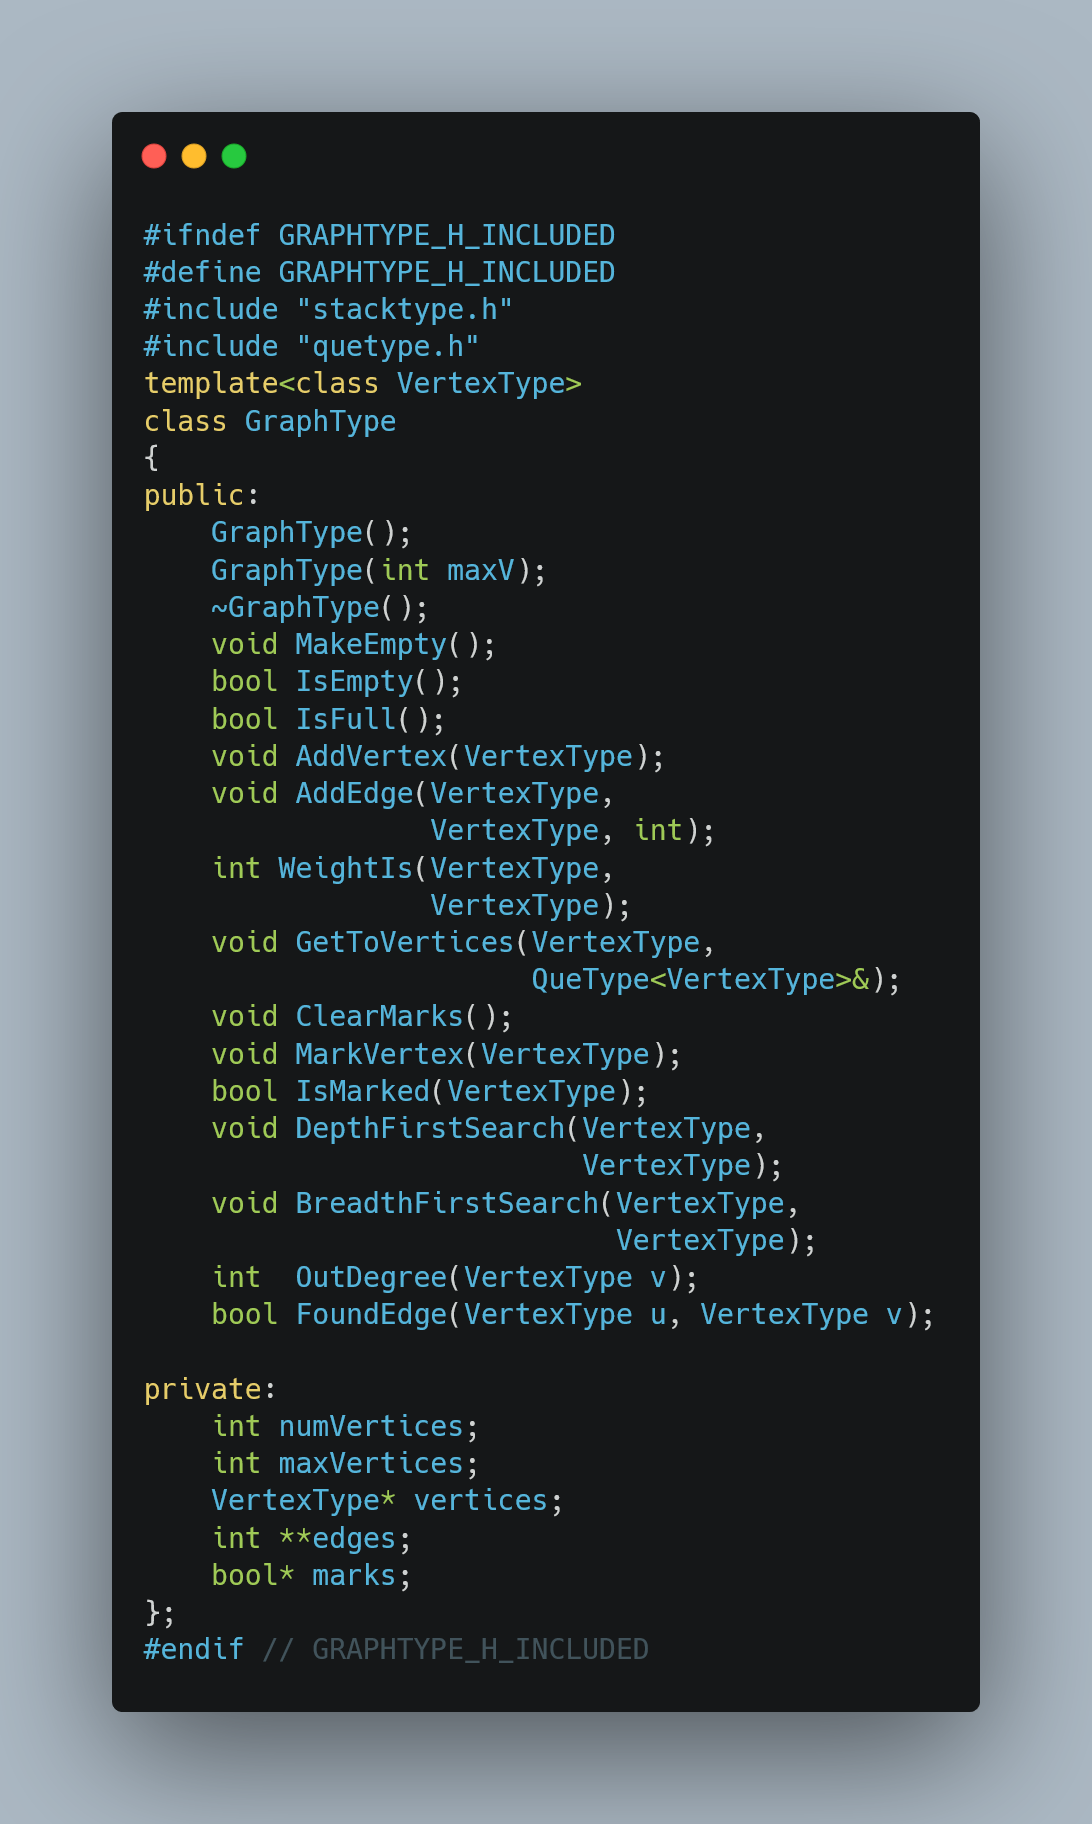 #ifndef GRAPHTYPE_H_INCLUDED
#define GRAPHTYPE_H_INCLUDED
#include "stacktype.h"
#include "quetype.h"
template<class VertexType>
class GraphType
{
public:
    GraphType();
    GraphType(int maxV);
    ~GraphType();
    void MakeEmpty();
    bool IsEmpty();
    bool IsFull();
    void AddVertex(VertexType);
    void AddEdge(VertexType,
                 VertexType, int);
    int WeightIs(VertexType,
                 VertexType);
    void GetToVertices(VertexType,
                       QueType<VertexType>&);
    void ClearMarks();
    void MarkVertex(VertexType);
    bool IsMarked(VertexType);
    void DepthFirstSearch(VertexType,
                          VertexType);
    void BreadthFirstSearch(VertexType,
                            VertexType);
    int  OutDegree(VertexType v);
    bool FoundEdge(VertexType u, VertexType v);

private:
    int numVertices;
    int maxVertices;
    VertexType* vertices;
    int **edges;
    bool* marks;
};
#endif // GRAPHTYPE_H_INCLUDED